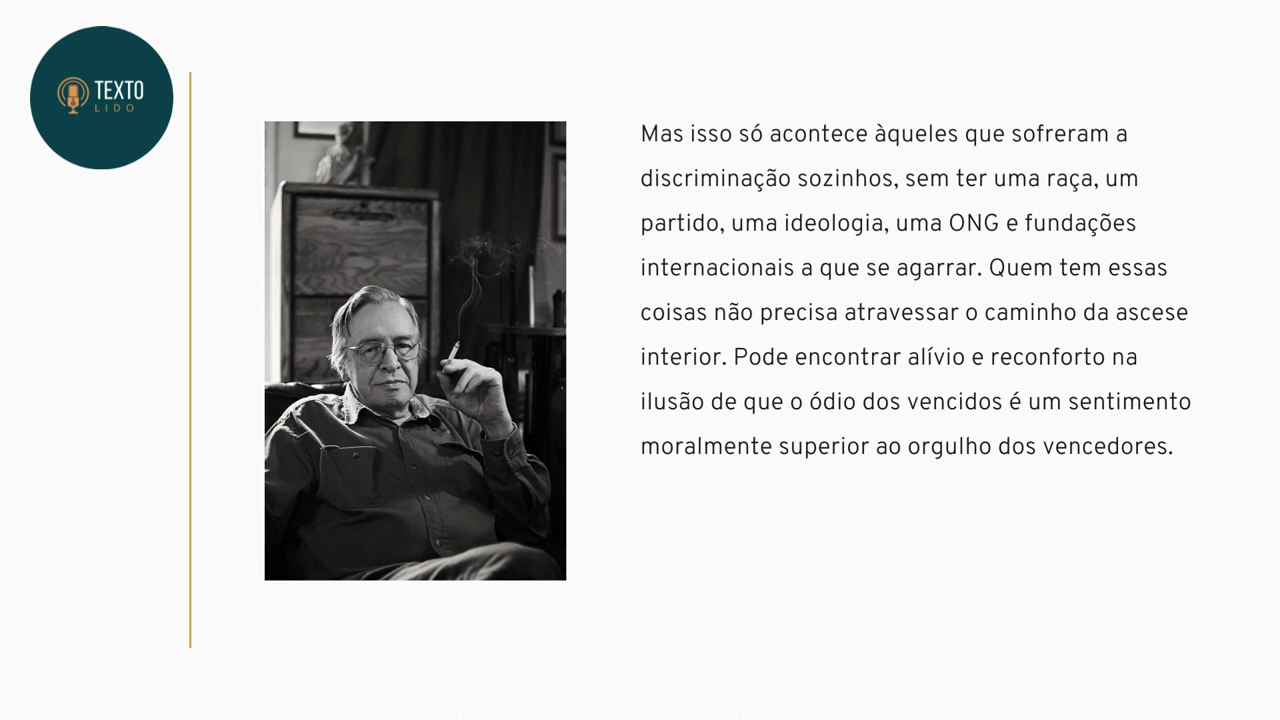 TEXTO
LIDO
Mas isso só acontece àqueles que sofreram a
discriminação sozinhos, sem ter uma raça, um
partido, uma ideologia, uma ONG e fundações
internacionais a que se agarrar. Quem tem essas
coisas não precisa atravessar o caminho da ascese
interior. Pode encontrar alívio e reconforto na
ilusão de que o ódio dos vencidos é um sentimento
moralmente superior ao orgulho dos vencedores.